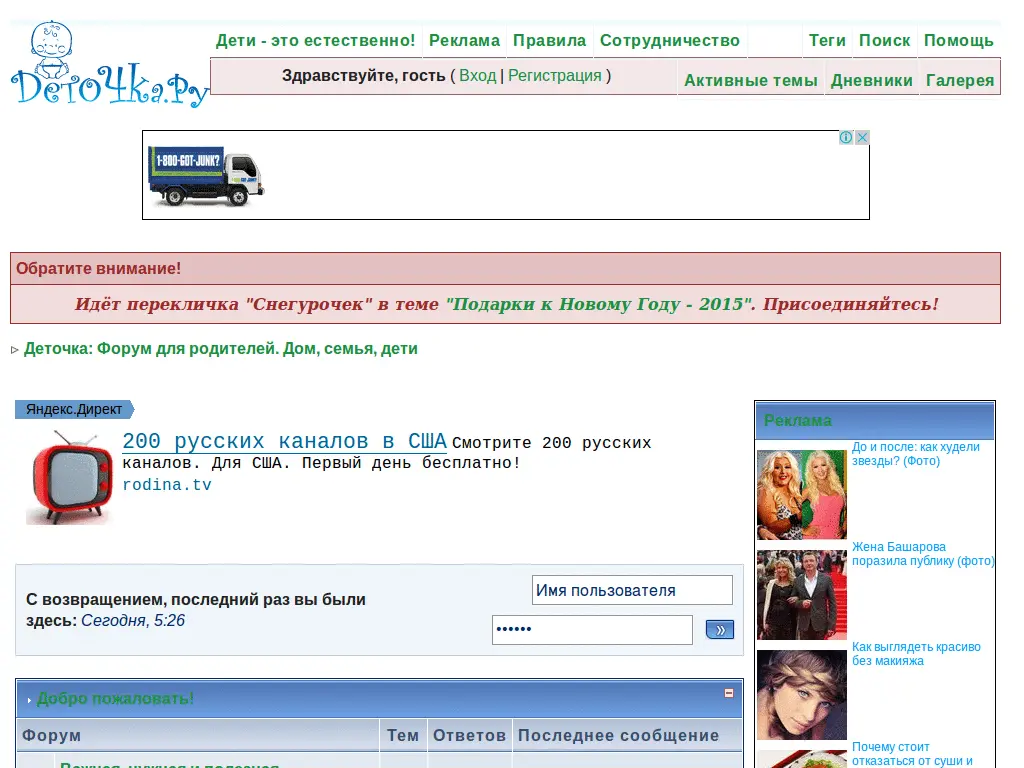 Деточка.Ру
Дети - это естественно! Реклама Правила Сотрудничество Теги Поиск Помощь
Здравствуйте, гость ( Вход | Регистрация ) Активные темы Дневники Галерея
1-800-GOT-JUNK?
Обратите внимание!
Идёт перекличка "Снегурочек" в теме "Подарки к Новому Году - 2015". Присоединяйтесь!
Деточка: Форум для родителей. Дом, семья, дети
Яндекс.Директ
200 русских каналов в США Смотрите 200 русских
каналов. Для США. Первый день бесплатно!
rodina.tv
С возвращением, последний раз вы были
здесь: Сегодня, 5:26
Имя пользователя
••••••
»
Добро пожаловать!
Форум Тем Ответов Последнее сообщение
Важная, нужная и полезная
Реклама
До и после: как худели
звезды? (Фото)
Жена Башарова
поразила публику (фото)
Как выглядеть красиво
без макияжа
Почему стоит
отказаться от суши и